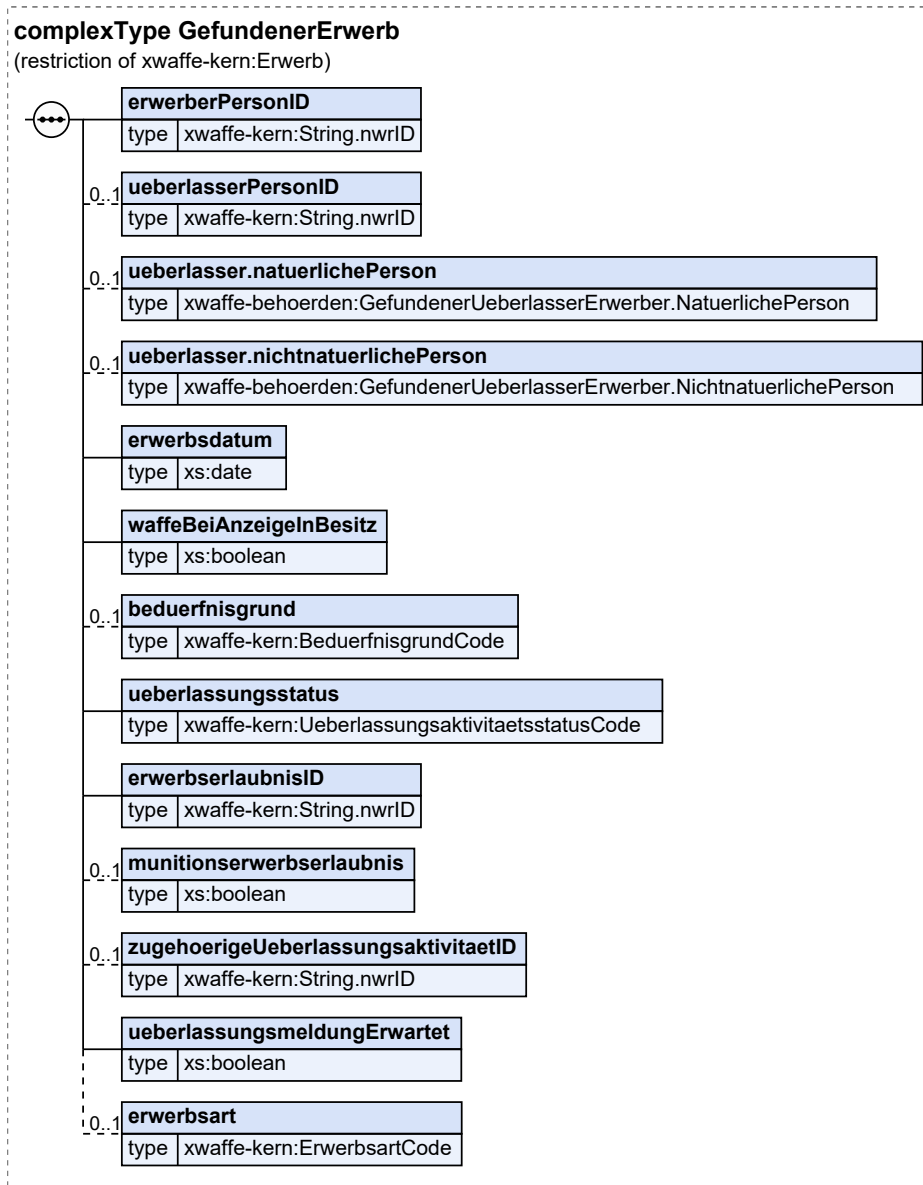 complexType GefundenerErwerb
(restriction of xwaffe-kern:Erwerb)
erwerberPersonID
type xwaffe-kern:String.nwrID
0..1 ueberlasserPersonID
type xwaffe-kern:String.nwrID
0..1 ueberlasser.natuerlichePerson
type xwaffe-behoerden:GefundenerUeberlasserErwerber.NatuerlichePerson
0..1 ueberlasser.nichtnatuerlichePerson
type xwaffe-behoerden:GefundenerUeberlasserErwerber.NichtnatuerlichePerson
erwerbsdatum
type xs:date
waffeBeiAnzeigeInBesitz
type xs:boolean
0..1 beduerfnisgrund
type xwaffe-kern:BeduerfnisgrundCode
ueberlassungsstatus
type xwaffe-kern:UeberlassungsaktivitaetsstatusCode
erwerbserlaubnisID
type xwaffe-kern:String.nwrID
0..1 munitionserwerbserlaubnis
type xs:boolean
0..1 zugehoerigeUeberlassungsaktivitaetID
type xwaffe-kern:String.nwrID
ueberlassungsmeldungErwartet
type xs:boolean
0..1 erwerbsart
type xwaffe-kern:ErwerbsartCode